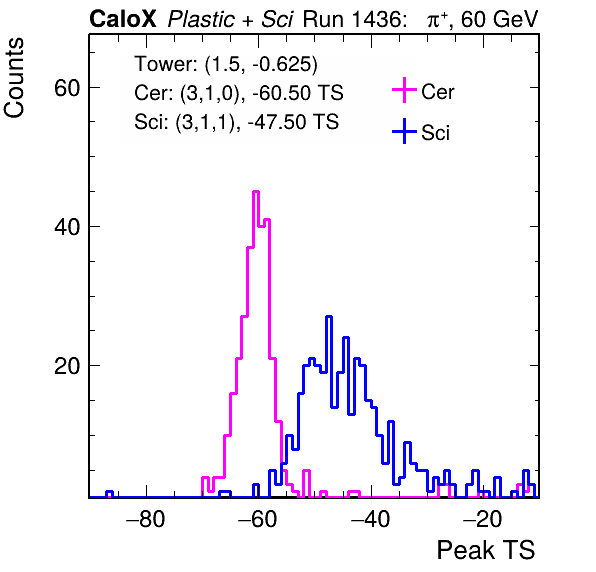 CaloX Plastic + Sci Run 1436: π⁺, 60 GeV
Counts
Tower: (1.5, -0.625)
Cer: (3,1,0), -60.50 TS
Sci: (3,1,1), -47.50 TS
Cer
Sci
60
40
20
−80 −60 −40 −20
Peak TS